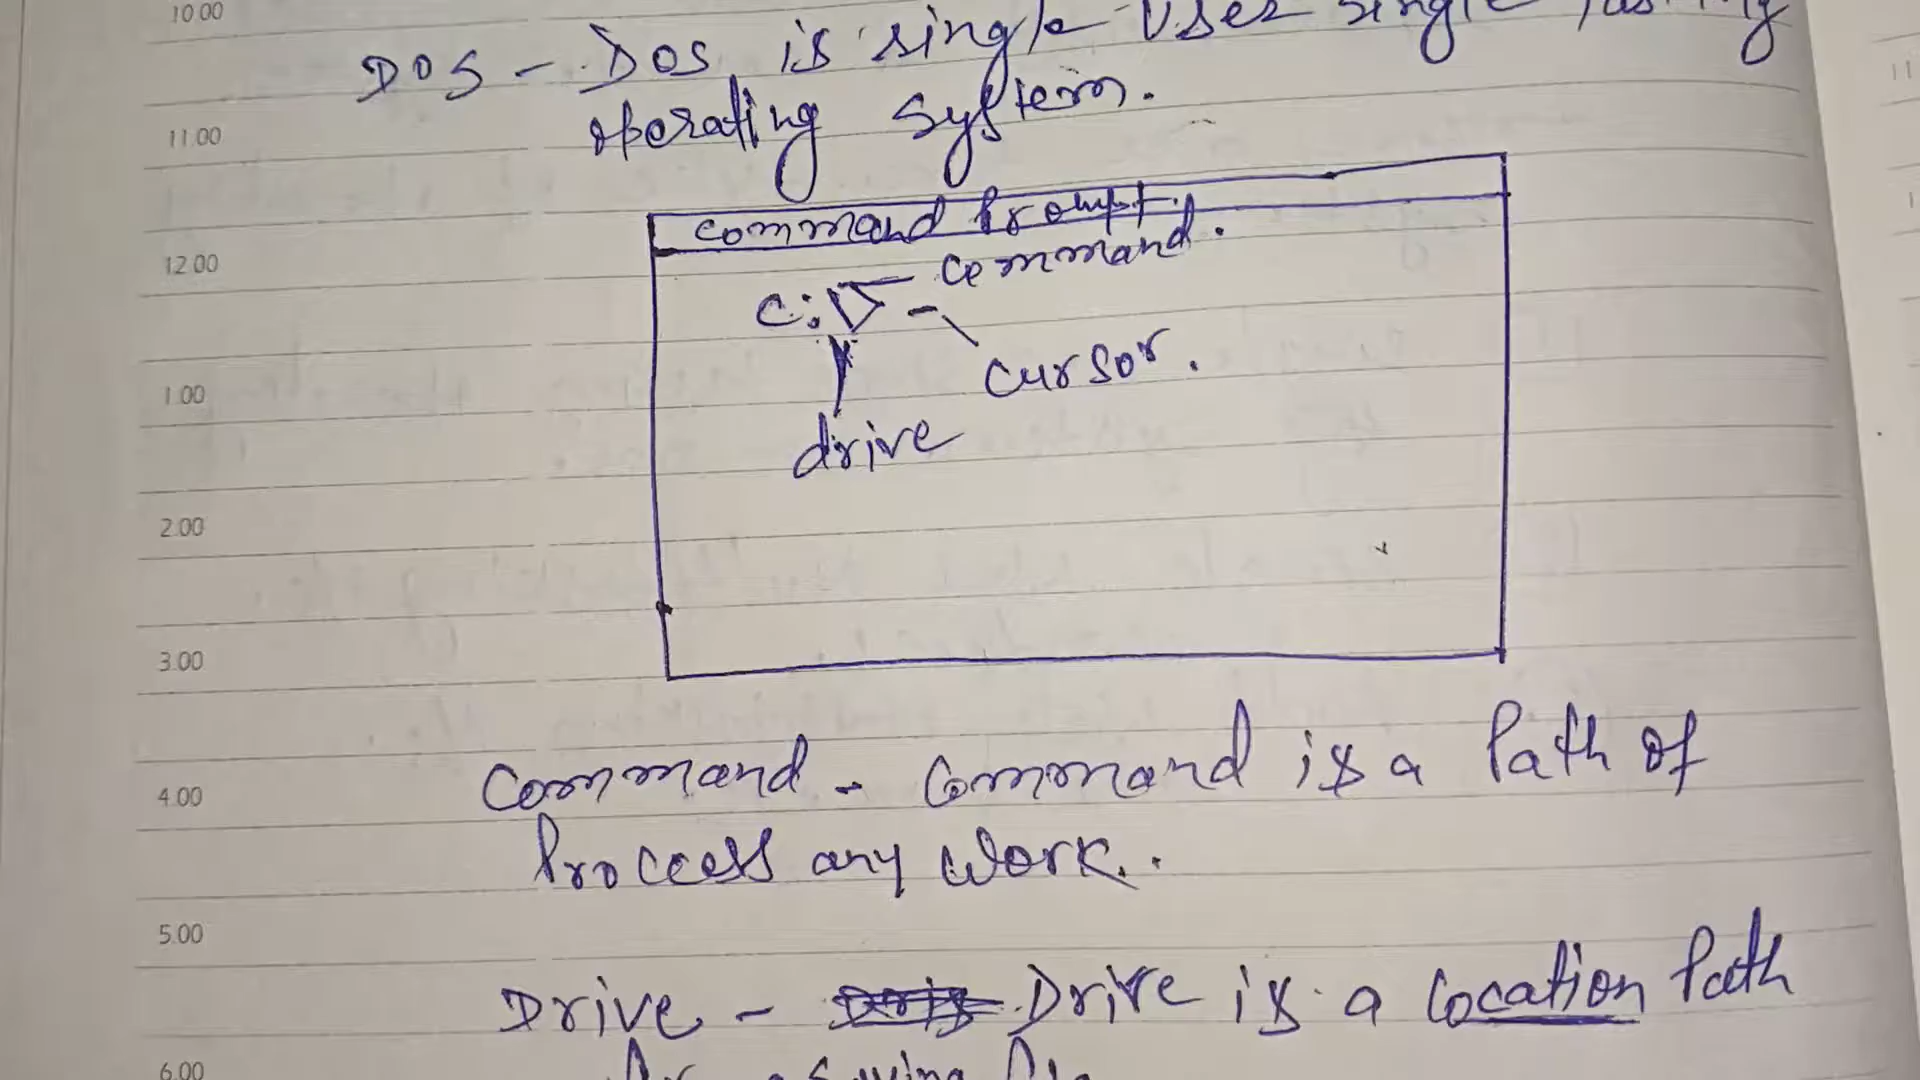 10 00
DOS - DOS is single User single
operating system.
11.00
command Prompt.
C:\> - command.
12 00
cursor.
1 00
drive
2.00
3.00
command - command is a Path of
4.00
Proccess any work.
5.00
Drive - Drive is a Location Path
6.00